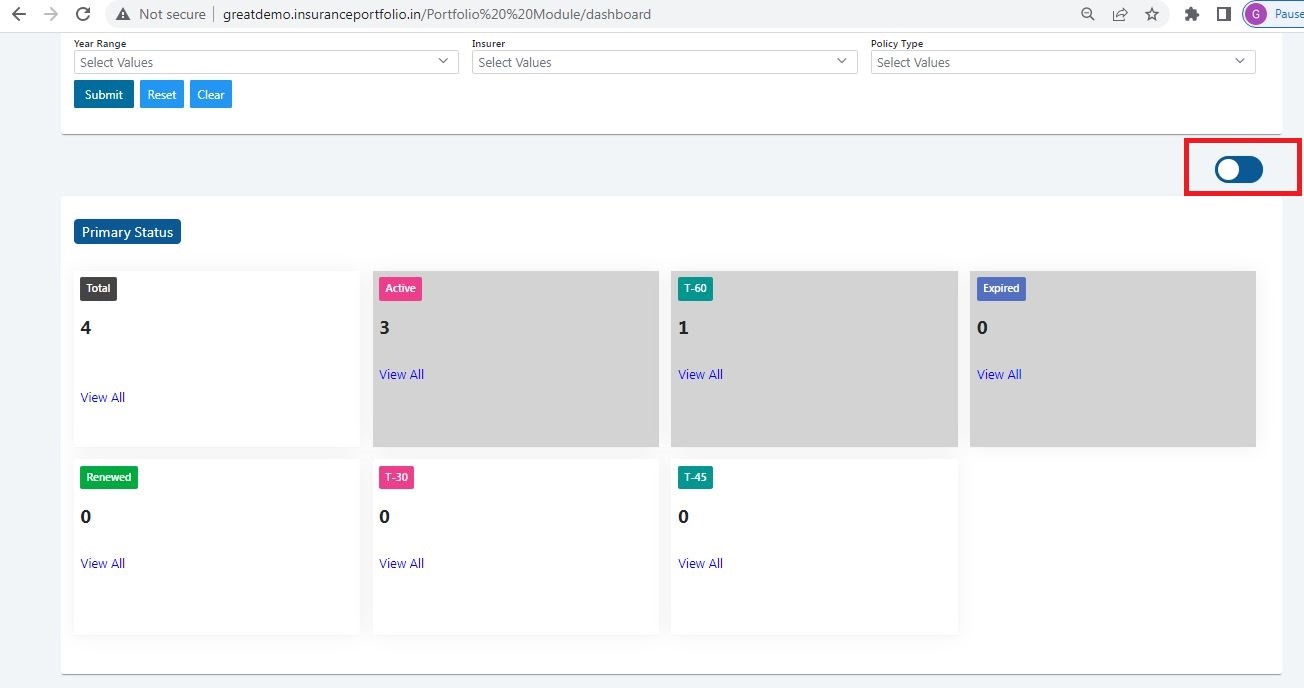 Not secure greatdemo.insuranceportfolio.in/Portfolio%20%20Module/dashboard G Pause
Year Range Insurer Policy Type
Select Values Select Values Select Values
Submit Reset Clear
Primary Status
Total Active T-60 Expired
4 3 1 0
View All View All View All
View All
Renewed T-30 T-45
0 0 0
View All View All View All